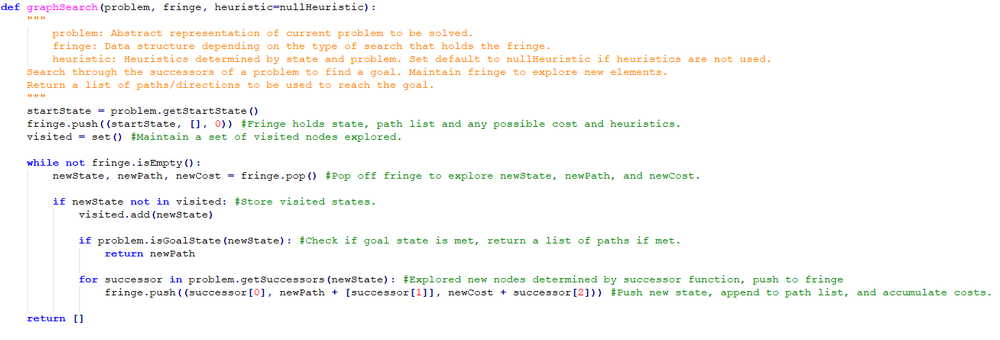 def graphSearch(problem, fringe, heuristic=nullHeuristic):
    """
        problem: Abstract representation of current problem to be solved.
        fringe: Data structure depending on the type of search that holds the fringe.
        heuristic: Heuristics determined by state and problem. Set default to nullHeuristic if heuristics are not used.
    Search through the successors of a problem to find a goal. Maintain fringe to explore new elements.
    Return a list of paths/directions to be used to reach the goal.
    """
    startState = problem.getStartState()
    fringe.push((startState, [], 0)) #Fringe holds state, path list and any possible cost and heuristics.
    visited = set() #Maintain a set of visited nodes explored.

    while not fringe.isEmpty():
        newState, newPath, newCost = fringe.pop() #Pop off fringe to explore newState, newPath, and newCost.

        if newState not in visited: #Store visited states.
            visited.add(newState)

            if problem.isGoalState(newState): #Check if goal state is met, return a list of paths if met.
                return newPath

            for successor in problem.getSuccessors(newState): #Explored new nodes determined by successor function, push to fringe
                fringe.push((successor[0], newPath + [successor[1]], newCost + successor[2])) #Push new state, append to path list, and accumulate costs.

    return []